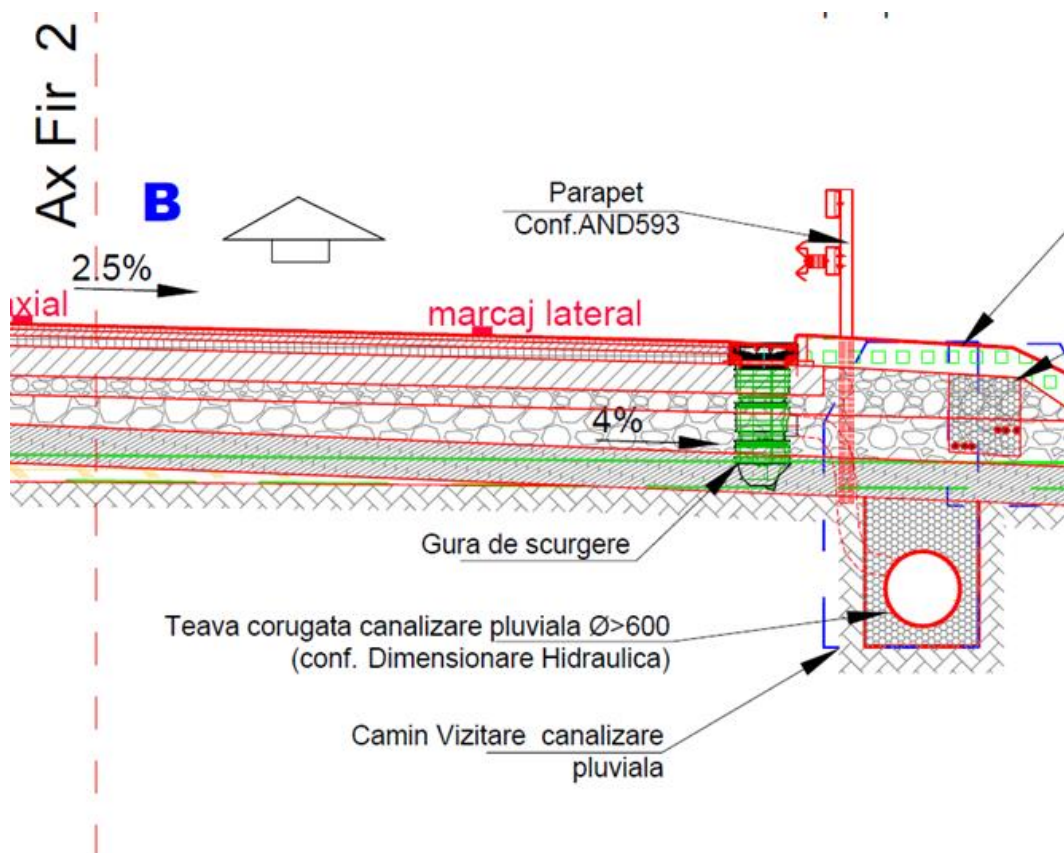 Ax Fir 2
B
Parapet
Conf.AND593
2.5%
marcaj lateral
4%
Gura de scurgere
Teava corugata canalizare pluviala Ø>600
(conf. Dimensionare Hidraulica)
Camin Vizitare canalizare
pluviala